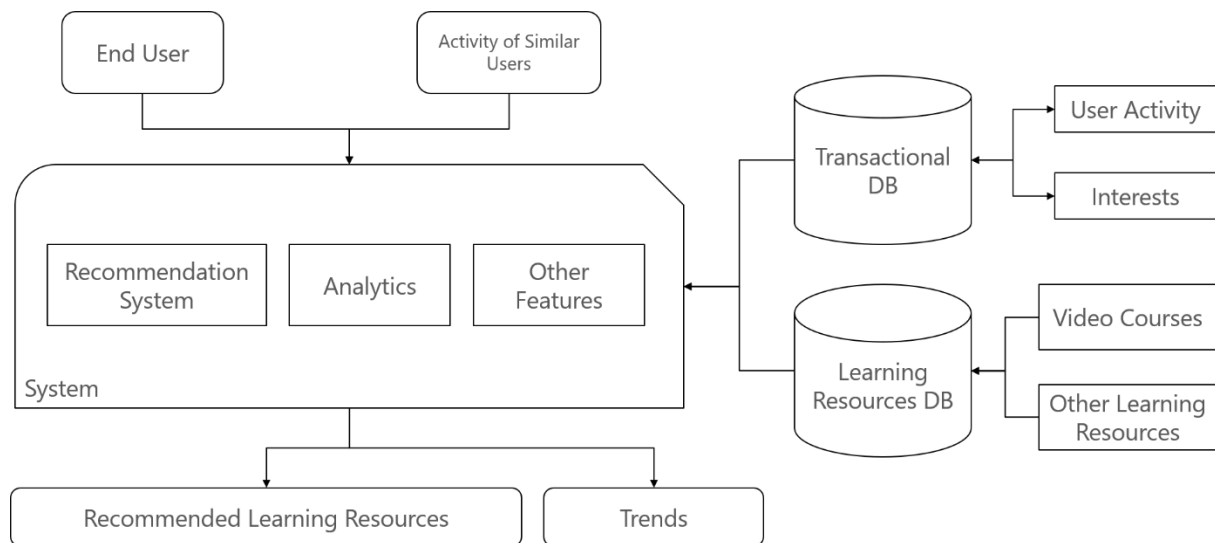 End User
Activity of Similar
Users
Transactional
DB
User Activity
Interests
Recommendation
System
Analytics
Other
Features
System
Learning
Resources DB
Video Courses
Other Learning
Resources
Recommended Learning Resources
Trends